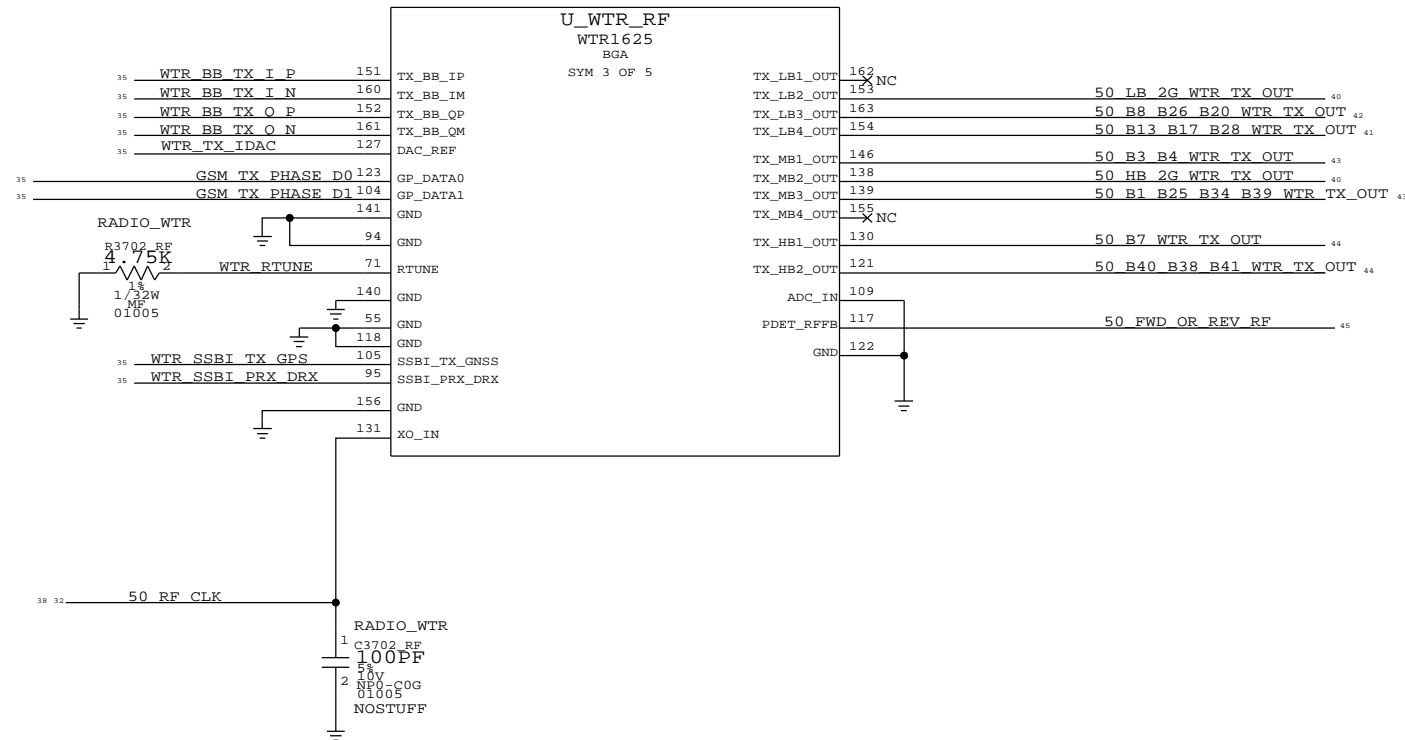 U_WTR_RF
WTR1625
BGA
SYM 3 OF 5
35 WTR_BB_TX_I_P 151 TX_BB_IP
35 WTR_BB_TX_I_N 160 TX_BB_IM
35 WTR_BB_TX_Q_P 152 TX_BB_QP
35 WTR_BB_TX_Q_N 161 TX_BB_QM
35 WTR_TX_IDAC 127 DAC_REF
35 GSM_TX_PHASE_D0 123 GP_DATA0
35 GSM_TX_PHASE_D1 104 GP_DATA1
141 GND
94 GND
RADIO_WTR
R3702_RF
4.75K
1 2 WTR_RTUNE 71 RTUNE
1%
1/32W
MF
01005
140 GND
55 GND
118 GND
35 WTR_SSBI_TX_GPS 105 SSBI_TX_GNSS
35 WTR_SSBI_PRX_DRX 95 SSBI_PRX_DRX
156 GND
131 XO_IN
TX_LB1_OUT 162 NC
TX_LB2_OUT 153 50_LB_2G_WTR_TX_OUT 40
TX_LB3_OUT 163 50_B8_B26_B20_WTR_TX_OUT 42
TX_LB4_OUT 154 50_B13_B17_B28_WTR_TX_OUT 41
TX_MB1_OUT 146 50_B3_B4_WTR_TX_OUT 43
TX_MB2_OUT 138 50_HB_2G_WTR_TX_OUT 40
TX_MB3_OUT 139 50_B1_B25_B34_B39_WTR_TX_OUT 43
TX_MB4_OUT 155 NC
TX_HB1_OUT 130 50_B7_WTR_TX_OUT 44
TX_HB2_OUT 121 50_B40_B38_B41_WTR_TX_OUT 44
ADC_IN 109
PDET_RFFB 117 50_FWD_OR_REV_RF 45
GND 122
38 32 50_RF_CLK
RADIO_WTR
1 C3702_RF
100PF
5%
10V
2 NP0-C0G
01005
NOSTUFF